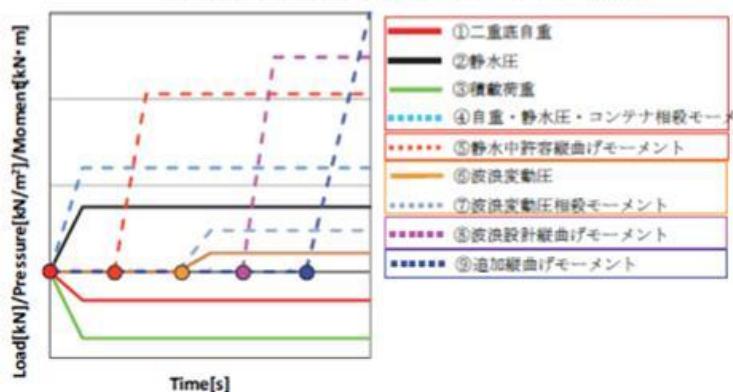 Load[kN]/Pressure[kN/m²]/Moment[kN・m]
Time[s]
①二重底自重
②静水圧
③積載荷重
④自重・静水圧・コンテナ相殺モーメ
⑤静水中許容縦曲げモーメント
⑥波浪変動圧
⑦波浪変動圧相殺モーメント
⑧波浪設計縦曲げモーメント
⑨追加縦曲げモーメント